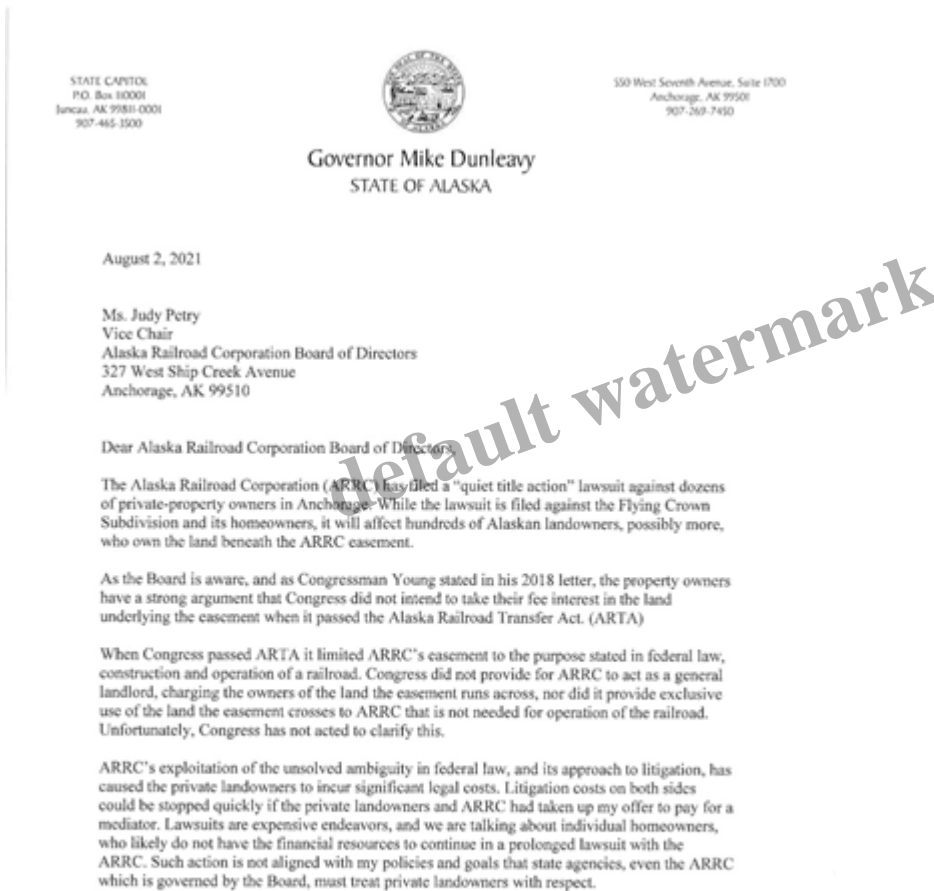 STATE CAPITOL
P.O. Box 110001
Juneau, AK 99811-0001
907-465-3500
550 West Seventh Avenue, Suite 1700
Anchorage, AK 99501
907-269-7450
Governor Mike Dunleavy
STATE OF ALASKA
August 2, 2021
Ms. Judy Petry
Vice Chair
Alaska Railroad Corporation Board of Directors
327 West Ship Creek Avenue
Anchorage, AK 99510
Dear Alaska Railroad Corporation Board of Directors,
The Alaska Railroad Corporation (ARRC) has filed a “quiet title action” lawsuit against dozens
of private-property owners in Anchorage. While the lawsuit is filed against the Flying Crown
Subdivision and its homeowners, it will affect hundreds of Alaskan landowners, possibly more,
who own the land beneath the ARRC easement.
As the Board is aware, and as Congressman Young stated in his 2018 letter, the property owners
have a strong argument that Congress did not intend to take their fee interest in the land
underlying the easement when it passed the Alaska Railroad Transfer Act. (ARTA)
When Congress passed ARTA it limited ARRC’s easement to the purpose stated in federal law,
construction and operation of a railroad. Congress did not provide for ARRC to act as a general
landlord, charging the owners of the land the easement runs across, nor did it provide exclusive
use of the land the easement crosses to ARRC that is not needed for operation of the railroad.
Unfortunately, Congress has not acted to clarify this.
ARRC’s exploitation of the unsolved ambiguity in federal law, and its approach to litigation, has
caused the private landowners to incur significant legal costs. Litigation costs on both sides
could be stopped quickly if the private landowners and ARRC had taken up my offer to pay for a
mediator. Lawsuits are expensive endeavors, and we are talking about individual homeowners,
who likely do not have the financial resources to continue in a prolonged lawsuit with the
ARRC. Such action is not aligned with my policies and goals that state agencies, even the ARRC
which is governed by the Board, must treat private landowners with respect.
default watermark